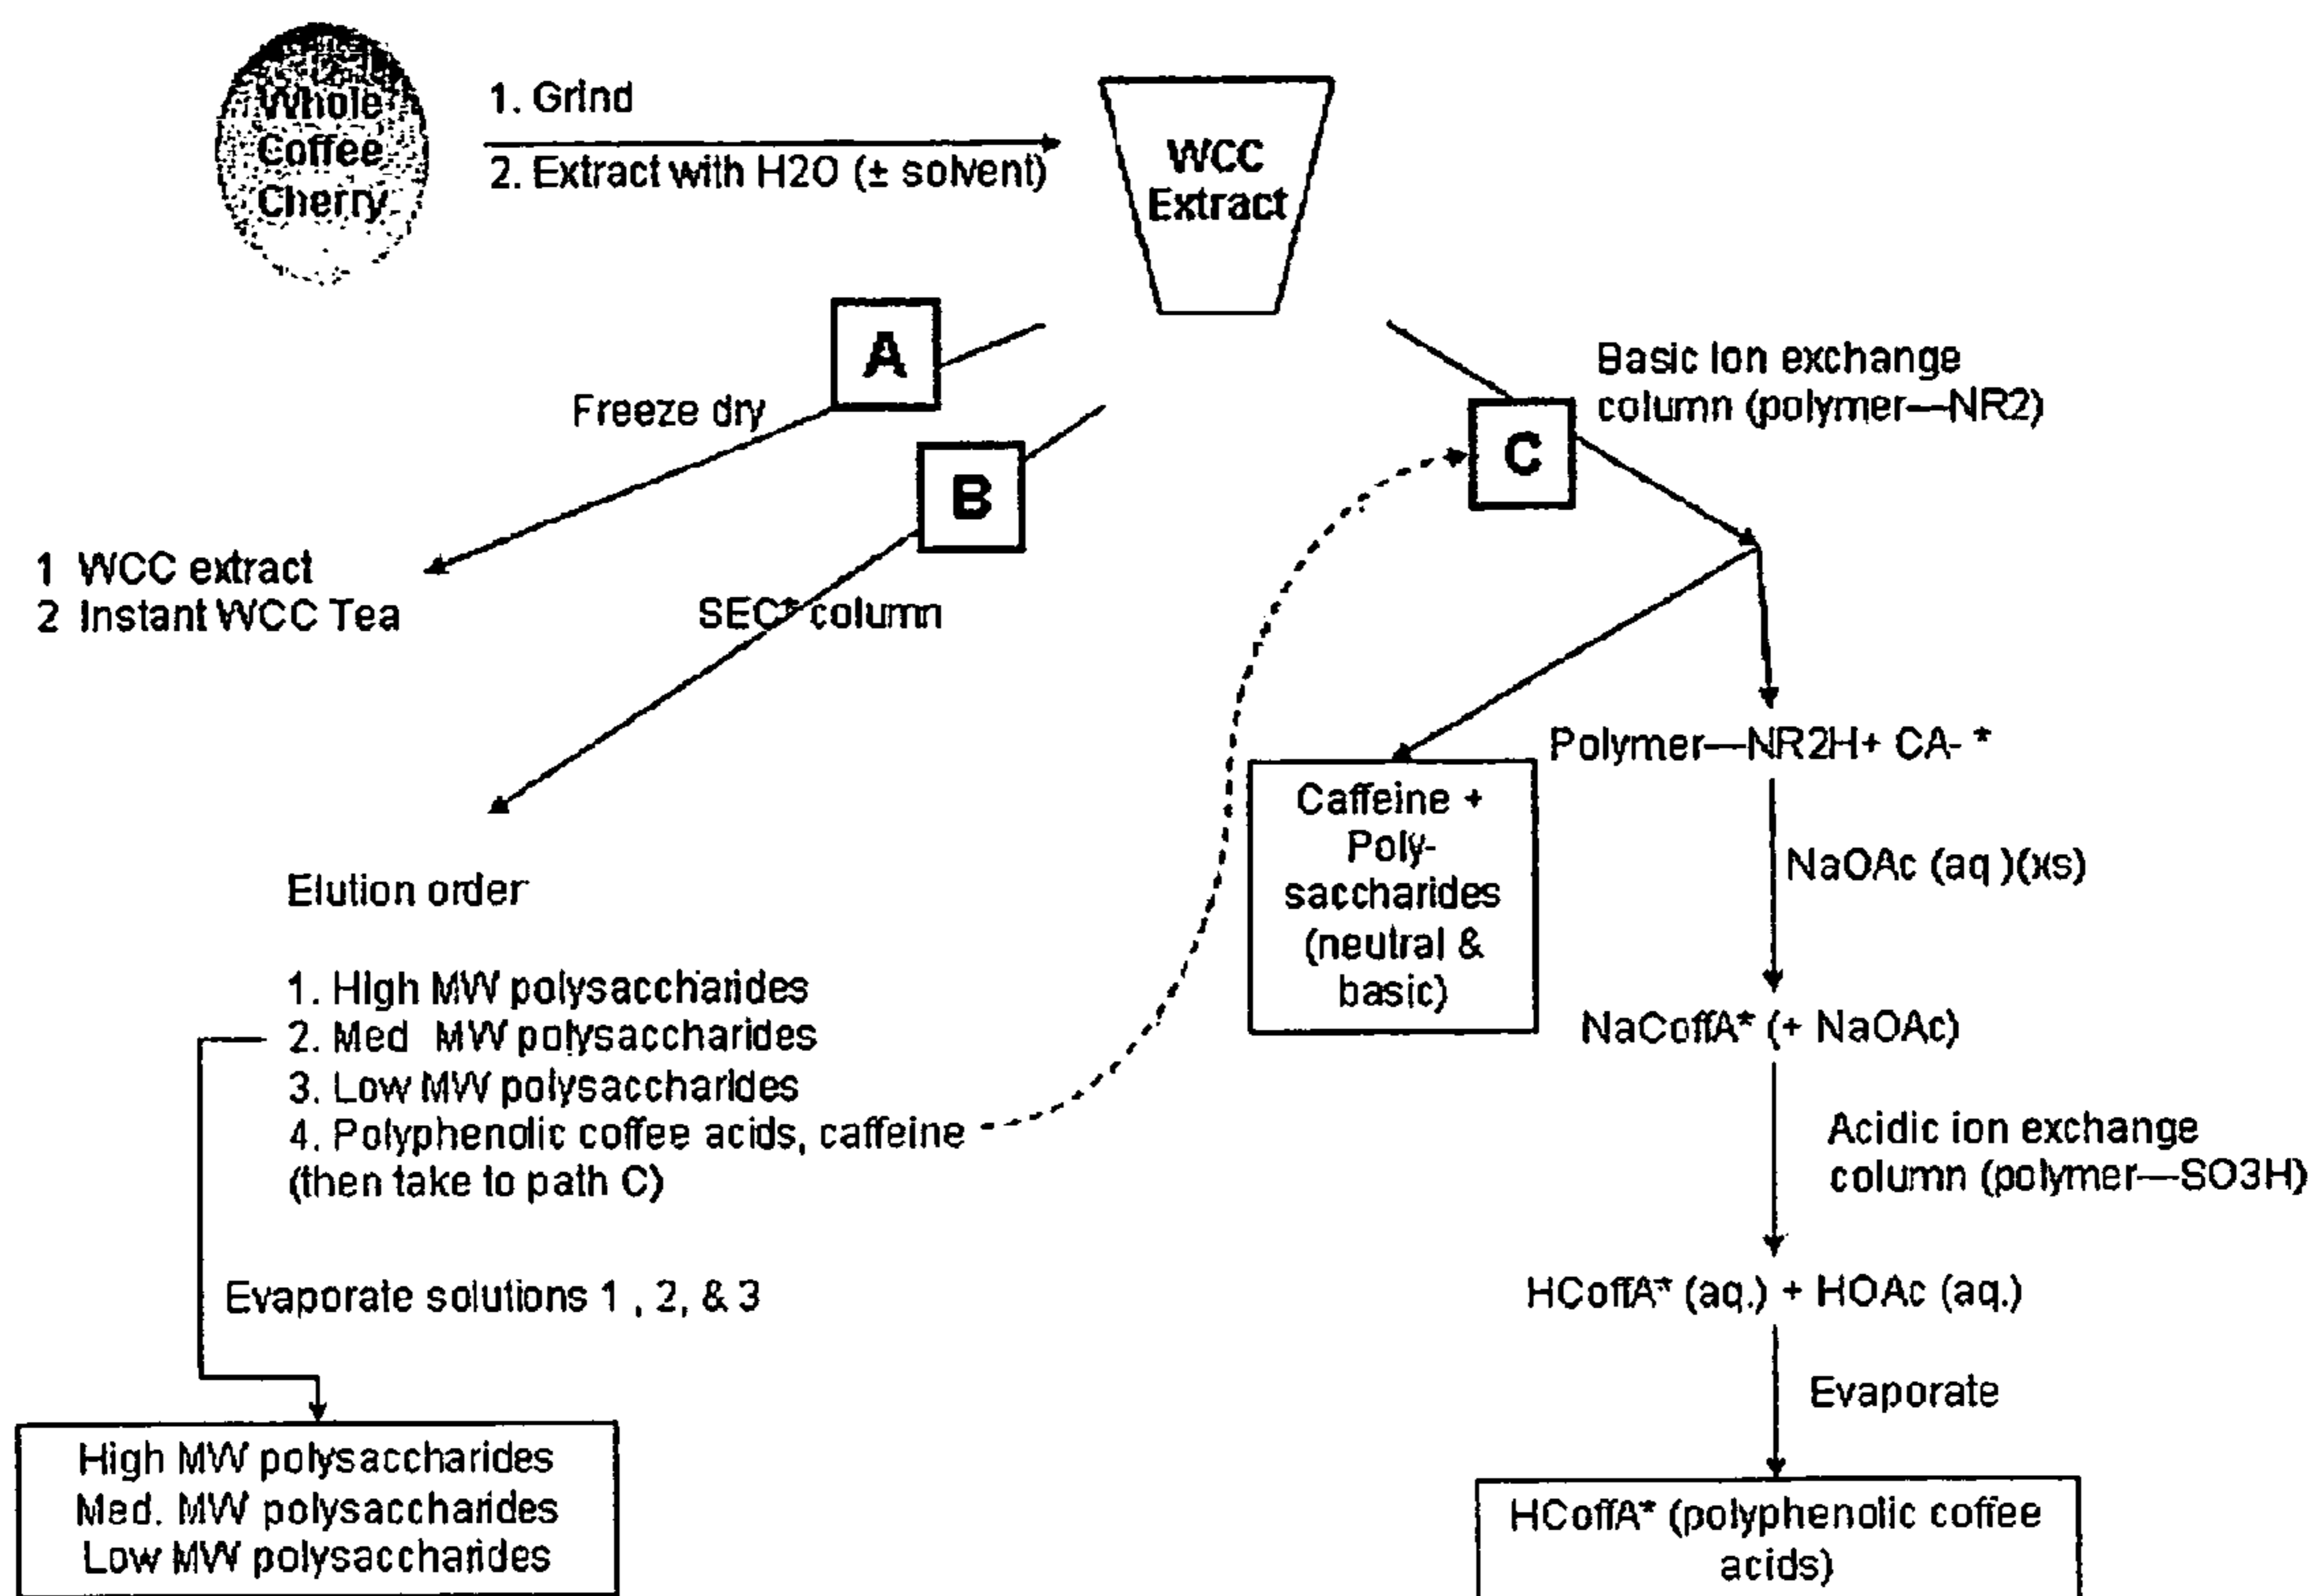 Whole
Coffee
Cherry
1. Grind
2. Extract with H2O (± solvent)
WCC
Extract
A
Freeze dry
B
C
Basic Ion exchange
column (polymer—NR2)
1 WCC extract
2 Instant WCC Tea
SEC* column
Elution order
1. High MW polysaccharides
2. Med MW polysaccharides
3. Low MW polysaccharides
4. Polyphenolic coffee acids, caffeine
(then take to path C)
Evaporate solutions 1 , 2, & 3
High MW polysaccharides
Med. MW polysaccharides
Low MW polysaccharides
Caffeine +
Poly-
saccharides
(neutral &
basic)
Polymer—NR2H+ CA- *
NaOAc (aq )(xs)
NaCoffA* (+ NaOAc)
Acidic ion exchange
column (polymer—SO3H)
HCoffA* (aq.) + HOAc (aq.)
Evaporate
HCoffA* (polyphenolic coffee
acids)